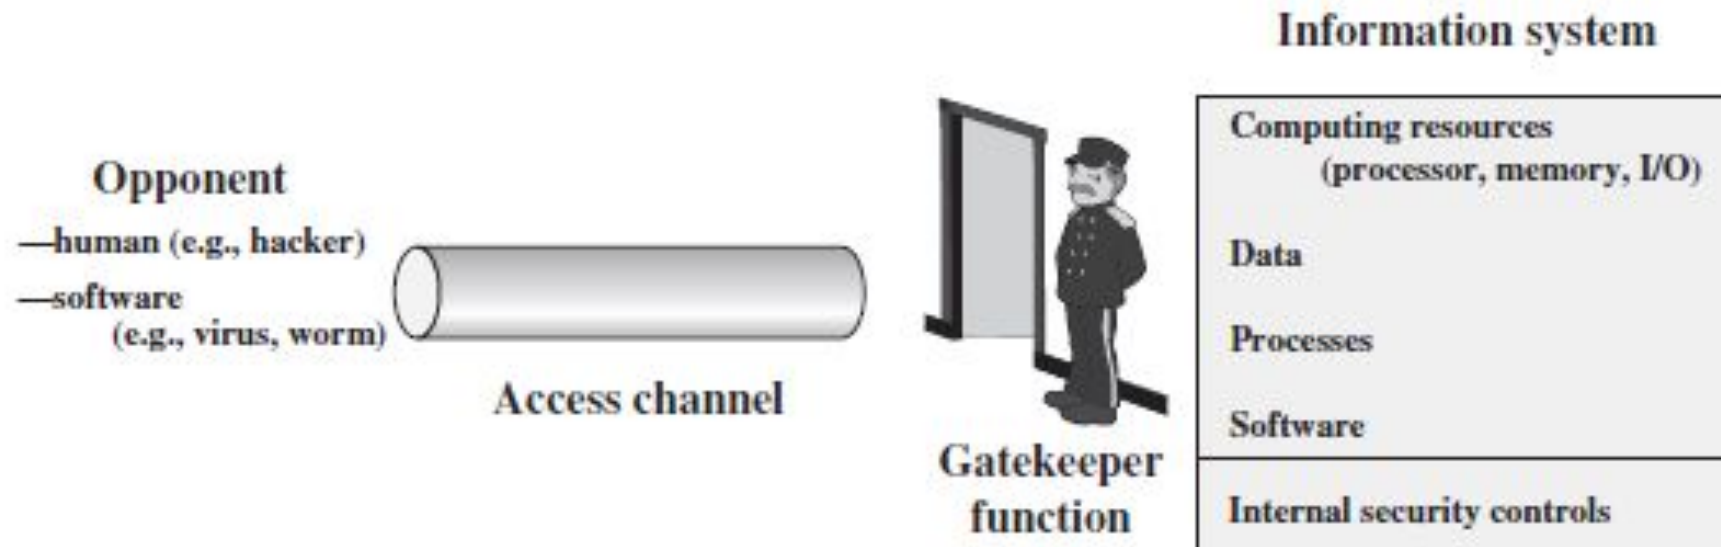 Information system
Opponent
—human (e.g., hacker)
—software
(e.g., virus, worm)
Access channel
Gatekeeper
function
Computing resources
(processor, memory, I/O)
Data
Processes
Software
Internal security controls